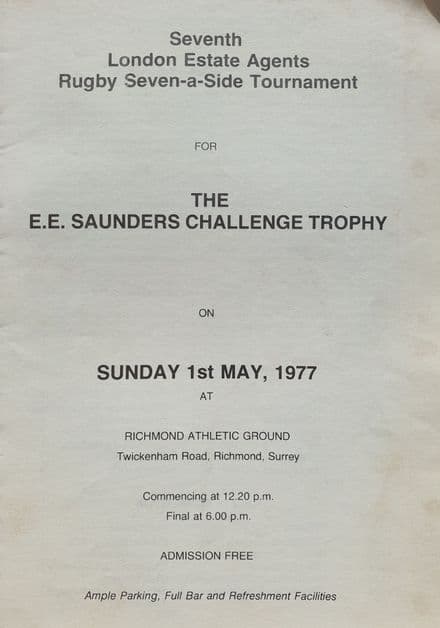 Seventh
London Estate Agents
Rugby Seven-a-Side Tournament
FOR
THE
E.E. SAUNDERS CHALLENGE TROPHY
ON
SUNDAY 1st MAY, 1977
AT
RICHMOND ATHLETIC GROUND
Twickenham Road, Richmond, Surrey
Commencing at 12.20 p.m.
Final at 6.00 p.m.
ADMISSION FREE
Ample Parking, Full Bar and Refreshment Facilities